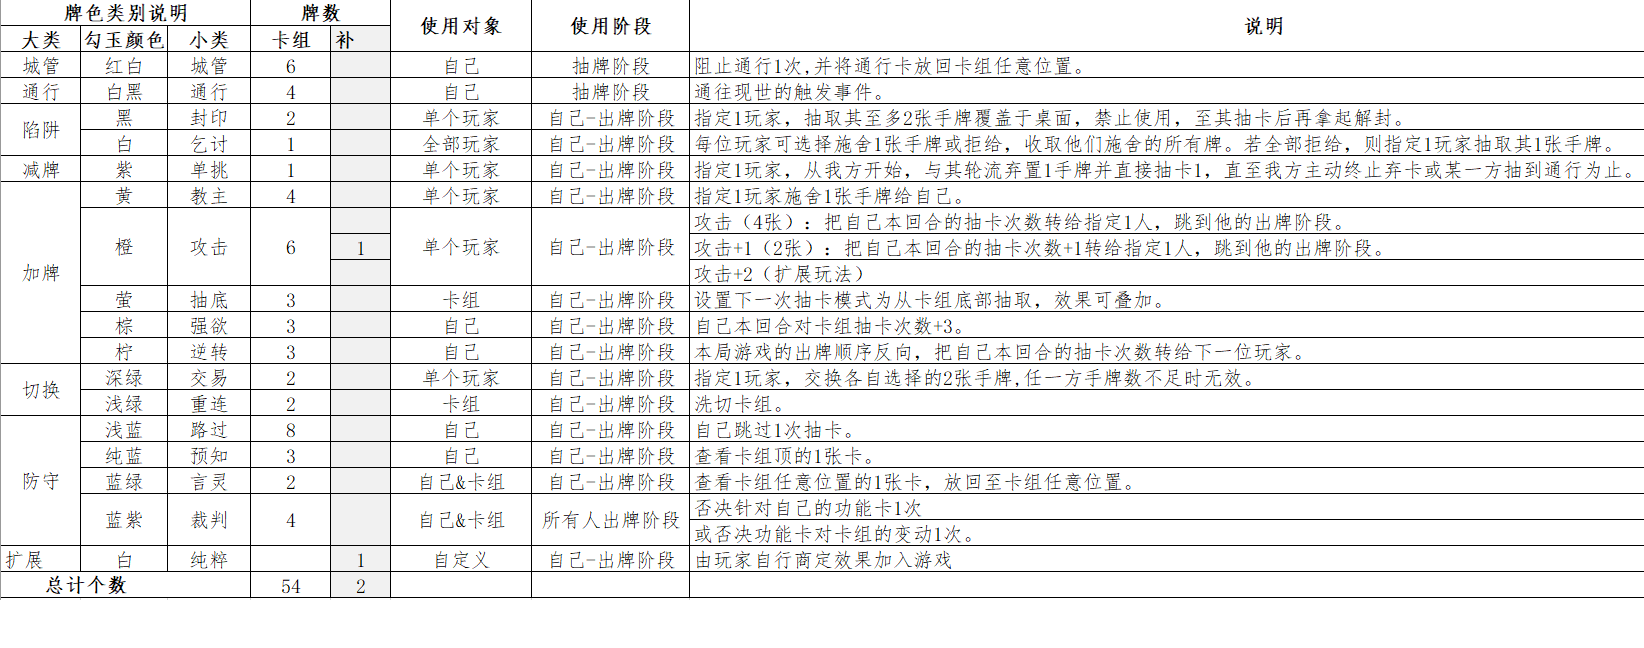 牌色类别说明 牌数 使用对象 使用阶段 说明
大类 勾玉颜色 小类 卡组 补
城管 红白 城管 6 自己 抽牌阶段 阻止通行1次,并将通行卡放回卡组任意位置。
通行 白黑 通行 4 自己 抽牌阶段 通往现世的触发事件。
陷阱 黑 封印 2 单个玩家 自己-出牌阶段 指定1玩家，抽取其至多2张手牌覆盖于桌面，禁止使用，至其抽卡后再拿起解封。
白 乞讨 1 全部玩家 自己-出牌阶段 每位玩家可选择施舍1张手牌或拒给，收取他们施舍的所有牌。若全部拒给，则指定1玩家抽取其1张手牌。
减牌 紫 单挑 1 单个玩家 自己-出牌阶段 指定1玩家，从我方开始，与其轮流弃置1手牌并直接抽卡1，直至我方主动终止弃卡或某一方抽到通行为止。
加牌 黄 教主 4 单个玩家 自己-出牌阶段 指定1玩家施舍1张手牌给自己。
橙 攻击 6 1 单个玩家 自己-出牌阶段 攻击（4张）：把自己本回合的抽卡次数转给指定1人，跳到他的出牌阶段。
攻击+1（2张）：把自己本回合的抽卡次数+1转给指定1人，跳到他的出牌阶段。
攻击+2（扩展玩法）
萤 抽底 3 卡组 自己-出牌阶段 设置下一次抽卡模式为从卡组底部抽取，效果可叠加。
棕 强欲 3 自己 自己-出牌阶段 自己本回合对卡组抽卡次数+3。
柠 逆转 3 自己 自己-出牌阶段 本局游戏的出牌顺序反向，把自己本回合的抽卡次数转给下一位玩家。
切换 深绿 交易 2 单个玩家 自己-出牌阶段 指定1玩家，交换各自选择的2张手牌,任一方手牌数不足时无效。
浅绿 重连 2 卡组 自己-出牌阶段 洗切卡组。
防守 浅蓝 路过 8 自己 自己-出牌阶段 自己跳过1次抽卡。
纯蓝 预知 3 自己 自己-出牌阶段 查看卡组顶的1张卡。
蓝绿 言灵 2 自己&卡组 自己-出牌阶段 查看卡组任意位置的1张卡，放回至卡组任意位置。
蓝紫 裁判 4 自己&卡组 所有人出牌阶段 否决针对自己的功能卡1次
或否决功能卡对卡组的变动1次。
扩展 白 纯粹 1 自定义 自己-出牌阶段 由玩家自行商定效果加入游戏
总计个数 54 2